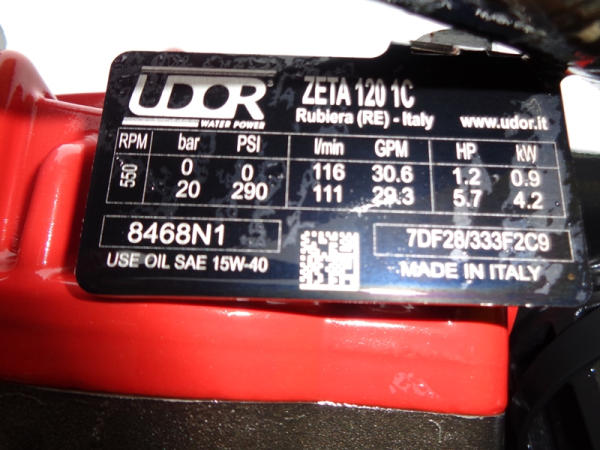 UDOR®
WATER POWER
ZETA 120 1C
Rubiera (RE) - Italy www.udor.it
RPM bar PSI l/min GPM HP kW
550
0 0 116 30.6 1.2 0.9
20 290 111 29.3 5.7 4.2
8468N1 7DF28/333F2C9
USE OIL SAE 15W-40 MADE IN ITALY